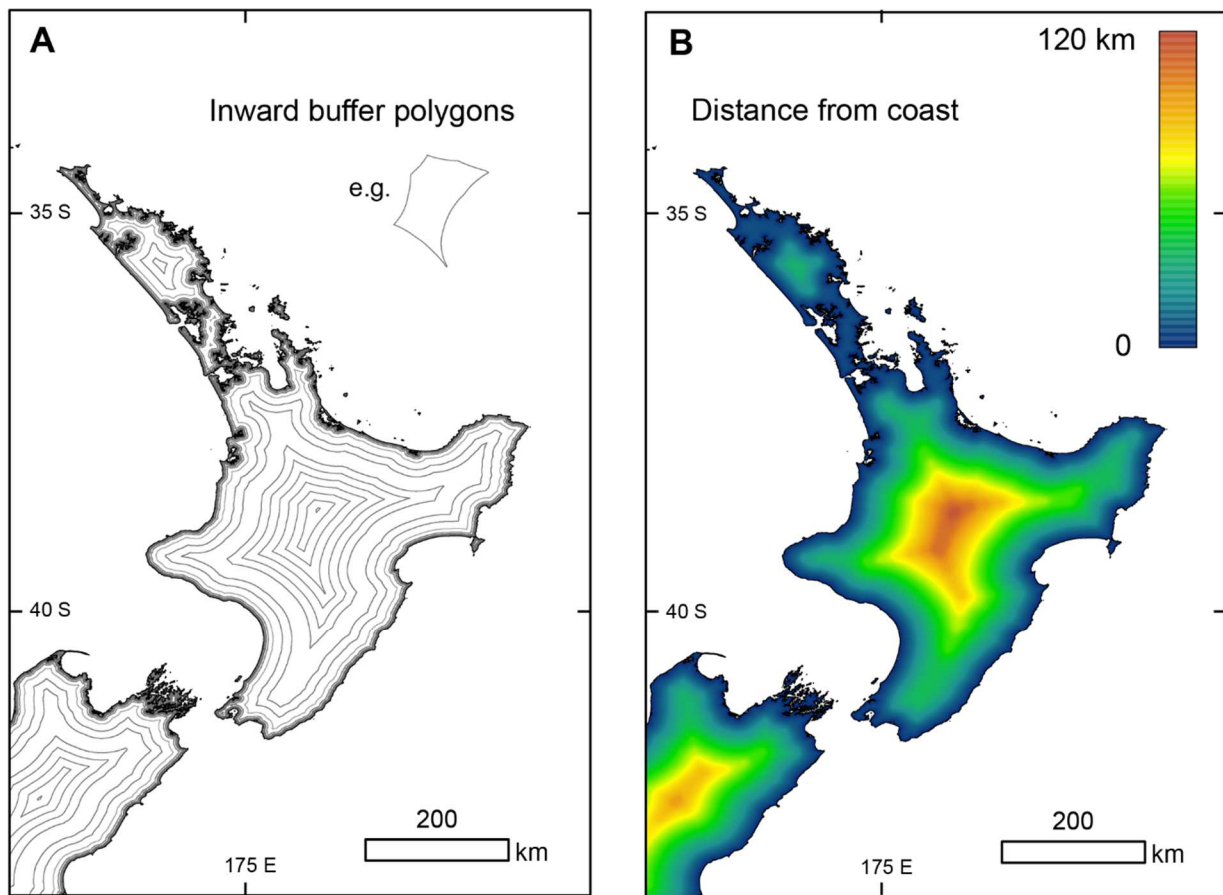 A
Inward buffer polygons
e.g.
35 S
40 S
175 E
200
km
B
120 km
Distance from coast
0
35 S
40 S
175 E
200
km